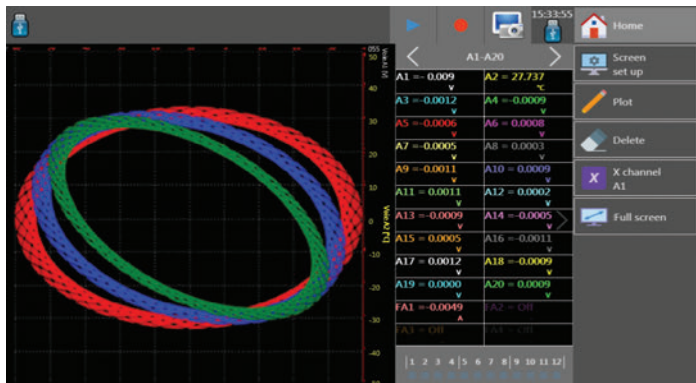 15:33:55
Home
A1-A20
Screen
set up
Plot
Delete
X channel
A1
Full screen
50
40
30
20
10
0
-10
-20
-30
-40
A1 =- 0.009
V
A2 = 27.737
°C
A3 =-0.0012
V
A4 =-0.0009
V
A5 =-0.0006
V
A6 = 0.0008
V
A7 =-0.0005
V
A8 = 0.0003
V
A9 =-0.0011
V
A10 = 0.0009
V
A11 = 0.0011
V
A12 = 0.0002
V
A13 =-0.0009
V
A14 =-0.0005
V
A15 = 0.0005
V
A16 =-0.0011
V
A17 = 0.0012
V
A18 =-0.0009
V
A19 = 0.0000
V
A20 = 0.0009
V
FA1 =-0.0049
A
FA2 = Off
FA3 = Off
FA4 = Off
1 2 3 4 5 6 7 8 9 10 11 12
X